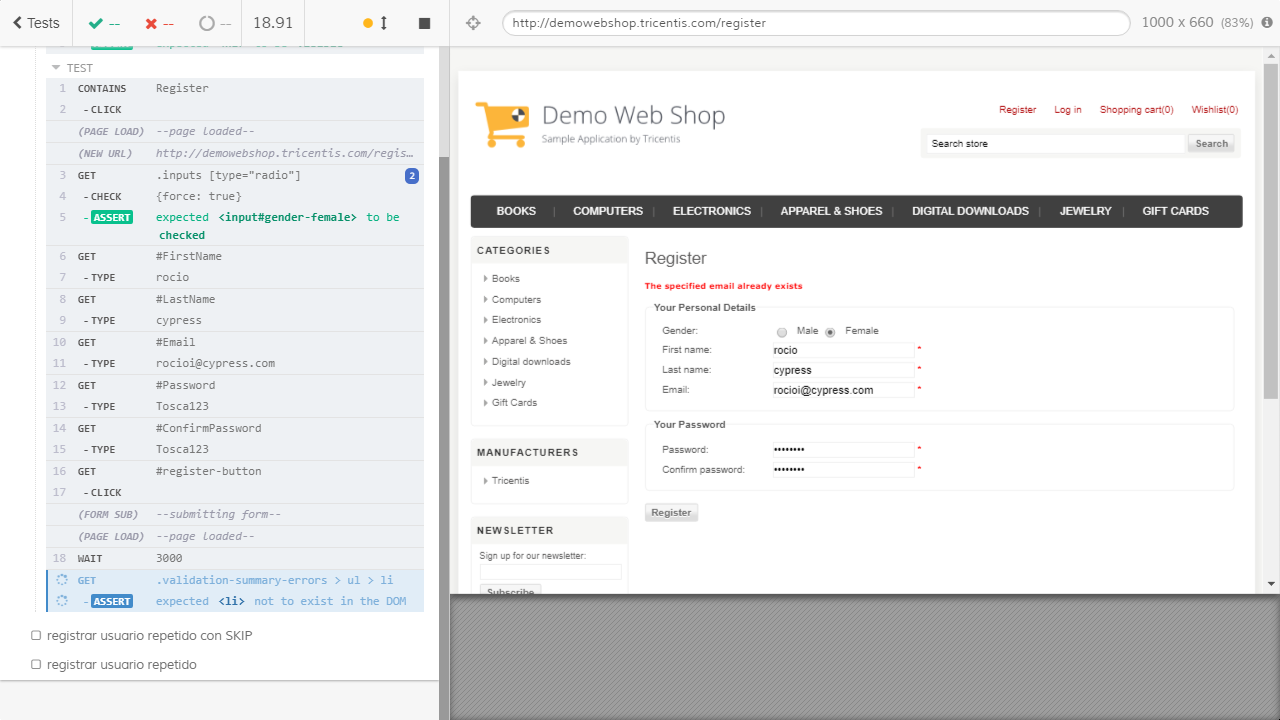 Tests
--
--
--
18.91
http://demowebshop.tricentis.com/register
1000 x 660 (83%)
TEST
1 CONTAINS Register
2 - CLICK
(PAGE LOAD) --page loaded--
(NEW URL) http://demowebshop.tricentis.com/regis…
3 GET .inputs [type="radio"] 2
4 - CHECK {force: true}
5 - ASSERT expected <input#gender-female> to be
checked
6 GET #FirstName
7 - TYPE rocio
8 GET #LastName
9 - TYPE cypress
10 GET #Email
11 - TYPE rocioi@cypress.com
12 GET #Password
13 - TYPE Tosca123
14 GET #ConfirmPassword
15 - TYPE Tosca123
16 GET #register-button
17 - CLICK
(FORM SUB) --submitting form--
(PAGE LOAD) --page loaded--
18 WAIT 3000
GET .validation-summary-errors > ul > li
- ASSERT expected <li> not to exist in the DOM
registrar usuario repetido con SKIP
registrar usuario repetido
Demo Web Shop
Sample Application by Tricentis
Register Log in Shopping cart(0) Wishlist(0)
Search store Search
BOOKS | COMPUTERS | ELECTRONICS | APPAREL & SHOES | DIGITAL DOWNLOADS | JEWELRY | GIFT CARDS
CATEGORIES
Books
Computers
Electronics
Apparel & Shoes
Digital downloads
Jewelry
Gift Cards
MANUFACTURERS
Tricentis
NEWSLETTER
Sign up for our newsletter:
Subscribe
Register
The specified email already exists
Your Personal Details
Gender: Male Female
First name: rocio *
Last name: cypress *
Email: rocioi@cypress.com *
Your Password
Password: •••••••• *
Confirm password: •••••••• *
Register